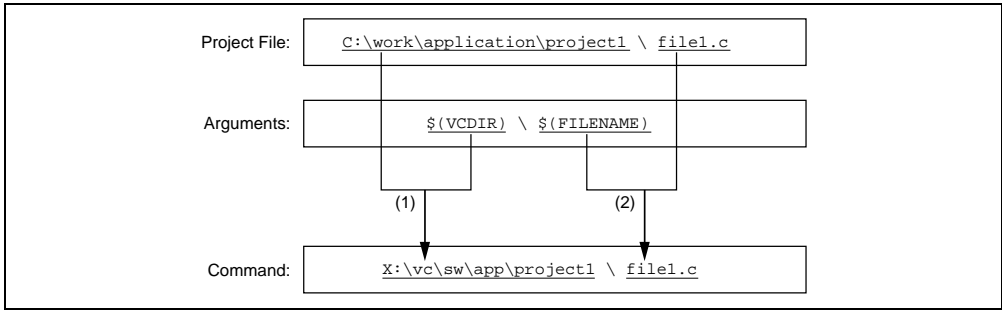 Project File: C:\work\application\project1 \ file1.c
Arguments: $(VCDIR) \ $(FILENAME)
(1) (2)
Command: X:\vc\sw\app\project1 \ file1.c